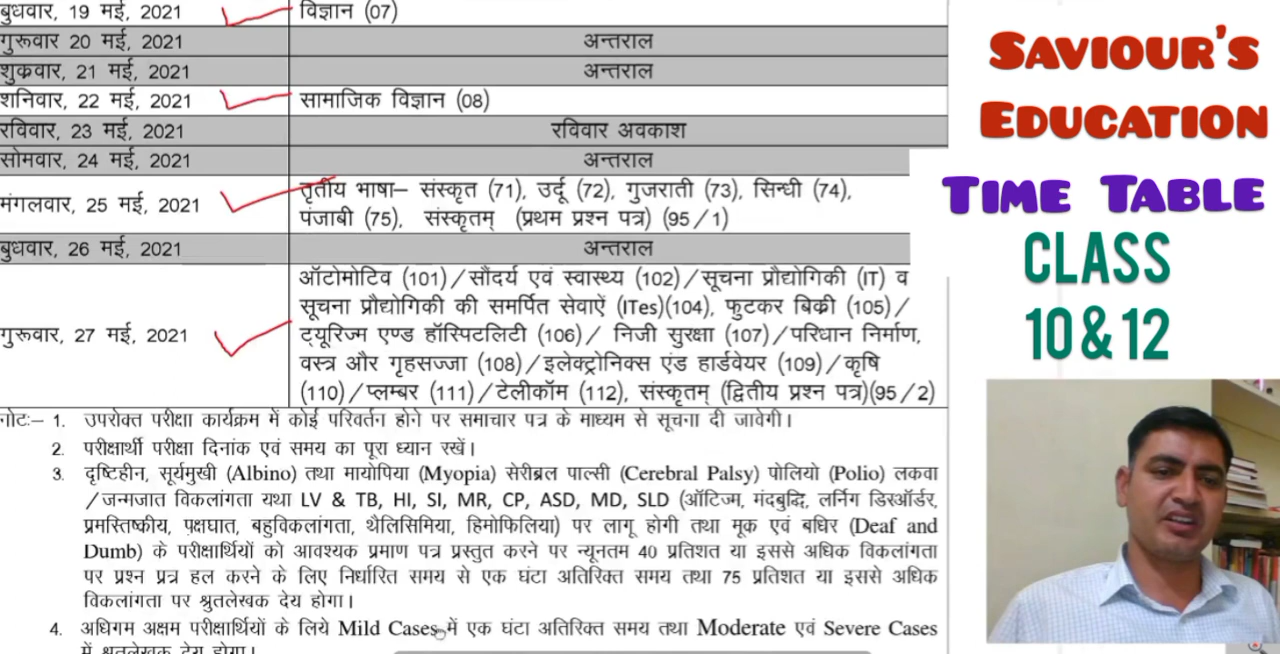 बुधवार, 19 मई, 2021 विज्ञान (07)
गुरूवार 20 मई, 2021 अन्तराल
शुक्रवार, 21 मई, 2021 अन्तराल
शनिवार, 22 मई, 2021 सामाजिक विज्ञान (08)
रविवार, 23 मई, 2021 रविवार अवकाश
सोमवार, 24 मई, 2021 अन्तराल
मंगलवार, 25 मई, 2021 तृतीय भाषा– संस्कृत (71), उर्दू (72), गुजराती (73), सिन्धी (74),
पंजाबी (75), संस्कृतम् (प्रथम प्रश्न पत्र) (95/1)
बुधवार, 26 मई, 2021 अन्तराल
ऑटोमोटिव (101)/सौंदर्य एवं स्वास्थ्य (102)/सूचना प्रौद्योगिकी (IT) व
सूचना प्रौद्योगिकी की समर्पित सेवाऐं (ITes)(104), फुटकर बिक्री (105)/
गुरूवार, 27 मई, 2021 ट्यूरिज्म एण्ड हॉस्पिटलिटी (106)/ निजी सुरक्षा (107)/परिधान निर्माण,
वस्त्र और गृहसज्जा (108)/इलेक्ट्रोनिक्स एंड हार्डवेयर (109)/कृषि
(110)/प्लम्बर (111)/टेलीकॉम (112), संस्कृतम् (द्वितीय प्रश्न पत्र)(95/2)
नोटः– 1. उपरोक्त परीक्षा कार्यक्रम में कोई परिवर्तन होने पर समाचार पत्र के माध्यम से सूचना दी जावेगी।
2. परीक्षार्थी परीक्षा दिनांक एवं समय का पूरा ध्यान रखें।
3. दृष्टिहीन, सूर्यमुखी (Albino) तथा मायोपिया (Myopia) सेरीब्रल पाल्सी (Cerebral Palsy) पोलियो (Polio) लकवा
/जन्मजात विकलांगता यथा LV & TB, HI, SI, MR, CP, ASD, MD, SLD (ऑटिज्म, मंदबुद्धि, लर्निग डिस्ऑर्डर,
प्रमस्तिष्कीय, पक्षघात, बहुविकलांगता, थैलिसिमिया, हिमोफिलिया) पर लागू होगी तथा मूक एवं बधिर (Deaf and
Dumb) के परीक्षार्थियों को आवश्यक प्रमाण पत्र प्रस्तुत करने पर न्यूनतम 40 प्रतिशत या इससे अधिक विकलांगता
पर प्रश्न प्रत्र हल करने के लिए निर्धारित समय से एक घंटा अतिरिक्त समय तथा 75 प्रतिशत या इससे अधिक
विकलांगता पर श्रुतलेखक देय होगा।
4. अधिगम अक्षम परीक्षार्थियों के लिये Mild Cases में एक घंटा अतिरिक्त समय तथा Moderate एवं Severe Cases
में श्रुतलेखक देय होगा।
SAVIOUR'S
EDUCATION
TIME TABLE
CLASS
10 & 12